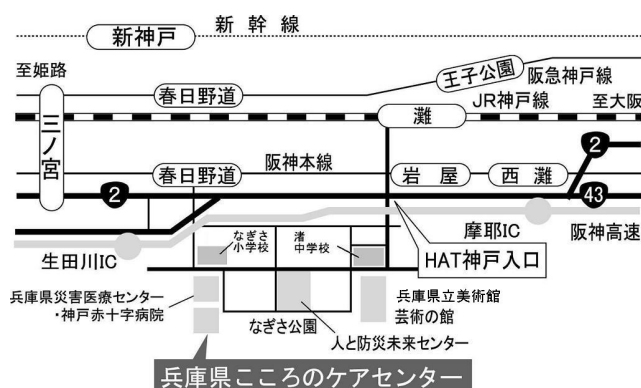 新幹線
新神戸
至姫路
王子公園
阪急神戸線
春日野道
JR神戸線
至大阪
三ノ宮
灘
2
阪神本線
春日野道
岩屋
西灘
2
43
生田川IC
なぎさ
小学校
渚
中学校
摩耶IC
阪神高速
HAT神戸入口
兵庫県災害医療センター
・神戸赤十字病院
なぎさ公園
兵庫県立美術館
芸術の館
人と防災未来センター
兵庫県こころのケアセンター